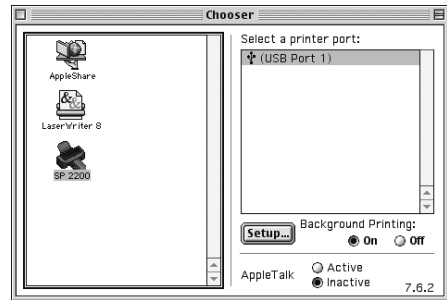 Chooser
AppleShare
LaserWriter 8
SP 2200
Select a printer port:
(USB Port 1)
Setup...
Background Printing:
On Off
AppleTalk
Active
Inactive
7.6.2